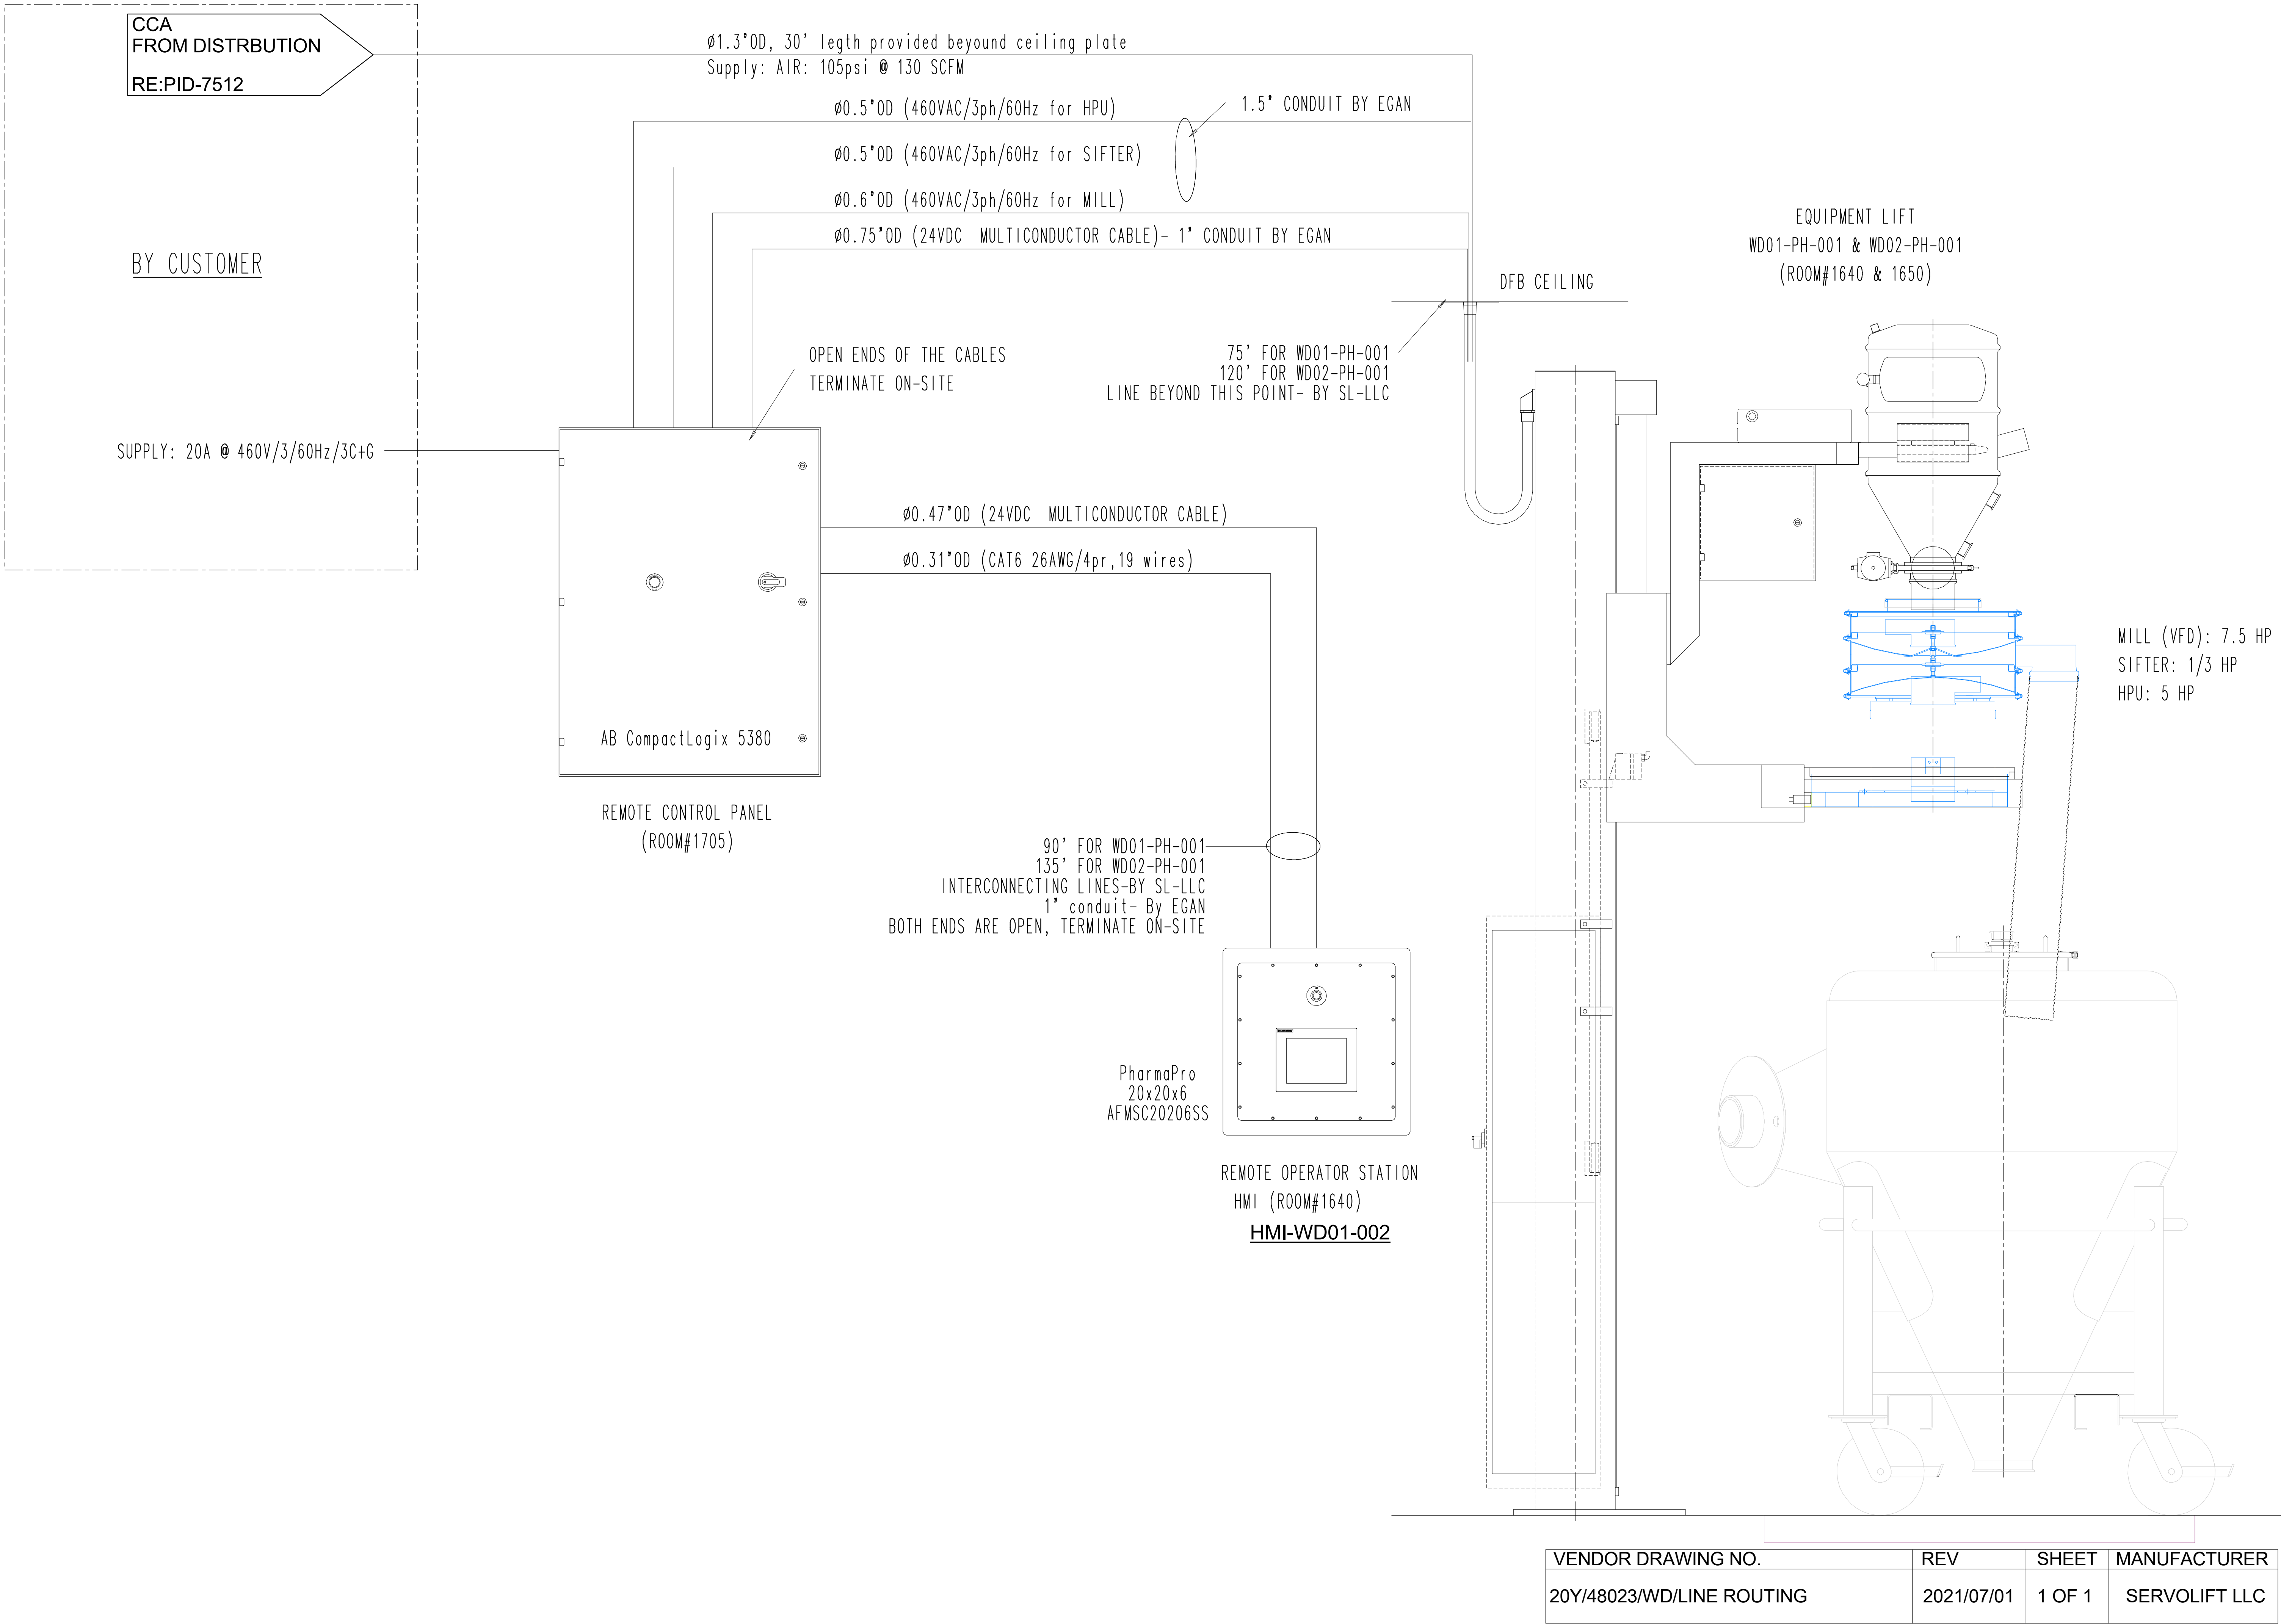 CCA
FROM DISTRBUTION
RE:PID-7512
Ø1.3"OD, 30' legth provided beyound ceiling plate
Supply: AIR: 105psi @ 130 SCFM
Ø0.5"OD (460VAC/3ph/60Hz for HPU)
1.5" CONDUIT BY EGAN
Ø0.5"OD (460VAC/3ph/60Hz for SIFTER)
Ø0.6"OD (460VAC/3ph/60Hz for MILL)
Ø0.75"OD (24VDC MULTICONDUCTOR CABLE)- 1" CONDUIT BY EGAN
BY CUSTOMER
EQUIPMENT LIFT
WD01-PH-001 & WD02-PH-001
(ROOM#1640 & 1650)
DFB CEILING
OPEN ENDS OF THE CABLES
TERMINATE ON-SITE
75' FOR WD01-PH-001
120' FOR WD02-PH-001
LINE BEYOND THIS POINT- BY SL-LLC
SUPPLY: 20A @ 460V/3/60Hz/3C+G
Ø0.47"OD (24VDC MULTICONDUCTOR CABLE)
Ø0.31"OD (CAT6 26AWG/4pr,19 wires)
MILL (VFD): 7.5 HP
SIFTER: 1/3 HP
HPU: 5 HP
AB CompactLogix 5380
REMOTE CONTROL PANEL
(ROOM#1705)
90' FOR WD01-PH-001
135' FOR WD02-PH-001
INTERCONNECTING LINES-BY SL-LLC
1" conduit- By EGAN
BOTH ENDS ARE OPEN, TERMINATE ON-SITE
PharmaPro
20x20x6
AFMSC20206SS
REMOTE OPERATOR STATION
HMI (ROOM#1640)
HMI-WD01-002
VENDOR DRAWING NO. REV SHEET MANUFACTURER
20Y/48023/WD/LINE ROUTING 2021/07/01 1 OF 1 SERVOLIFT LLC